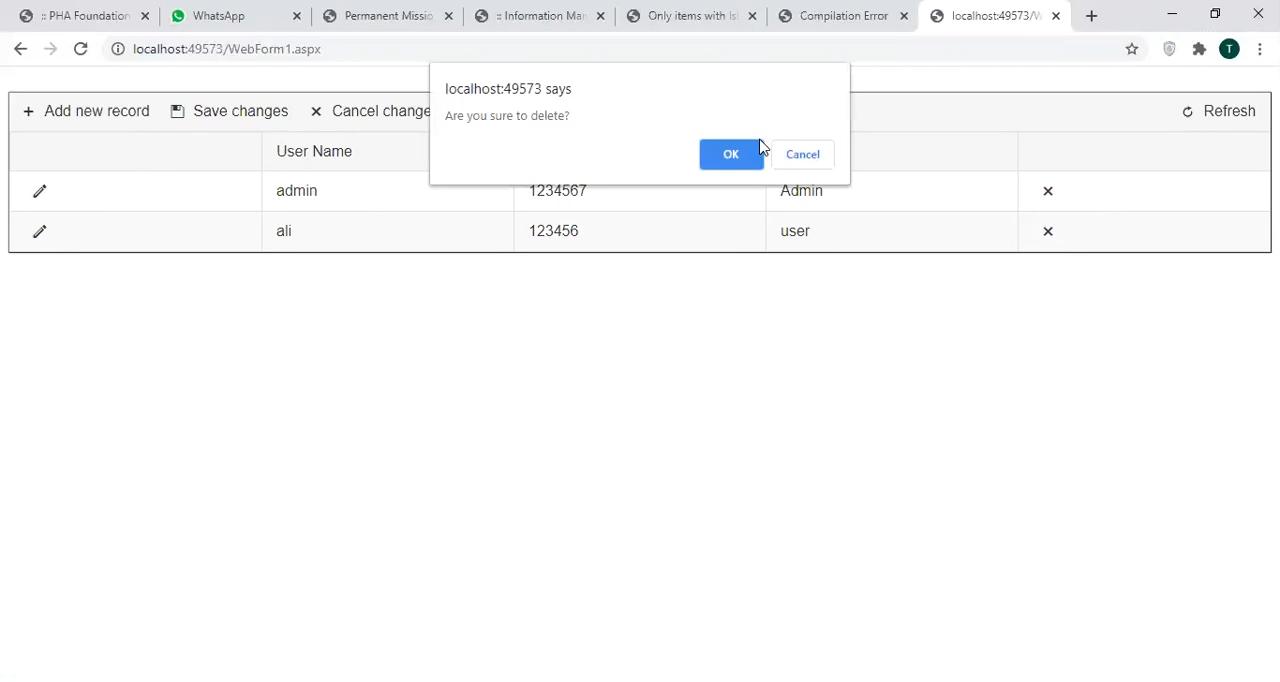 :: PHA Foundation
WhatsApp
Permanent Missio
:: Information Mar
Only items with Isl
Compilation Error
localhost:49573/W
localhost:49573/WebForm1.aspx
T
localhost:49573 says
Are you sure to delete?
OK
Cancel
Add new record
Save changes
Cancel change
Refresh
User Name
admin
1234567
Admin
ali
123456
user